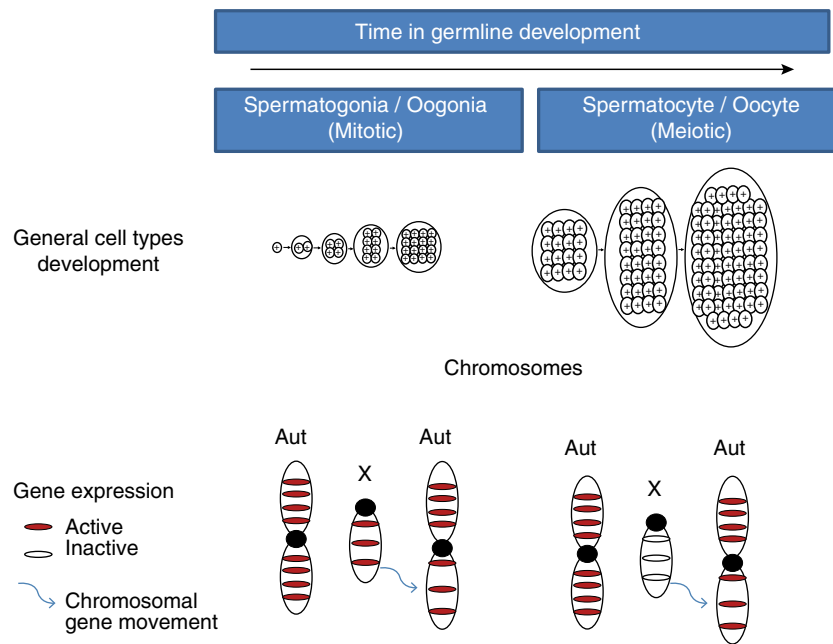 Time in germline development
Spermatogonia / Oogonia
(Mitotic)
Spermatocyte / Oocyte
(Meiotic)
General cell types
development
Chromosomes
Aut
X
Aut
Aut
X
Aut
Gene expression
Active
Inactive
Chromosomal
gene movement